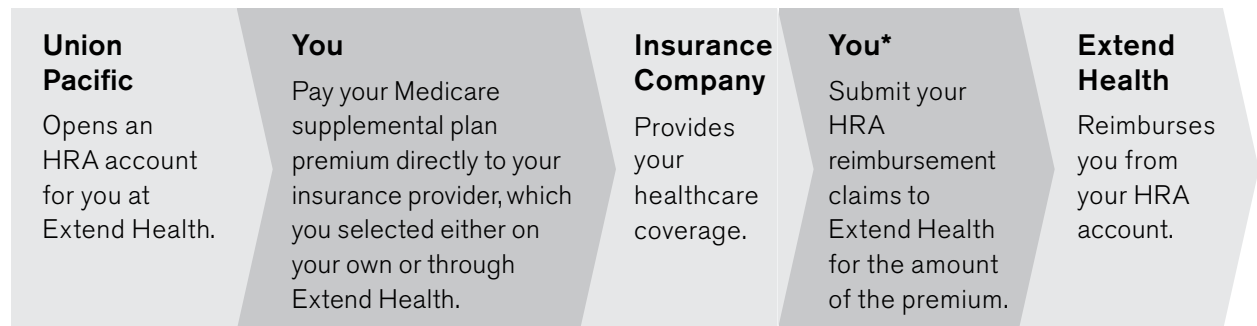 Union
Pacific
Opens an
HRA account
for you at
Extend Health.
You
Pay your Medicare
supplemental plan
premium directly to your
insurance provider, which
you selected either on
your own or through
Extend Health.
Insurance
Company
Provides
your
healthcare
coverage.
You*
Submit your
HRA
reimbursement
claims to
Extend Health
for the amount
of the premium.
Extend
Health
Reimburses
you from
your HRA
account.